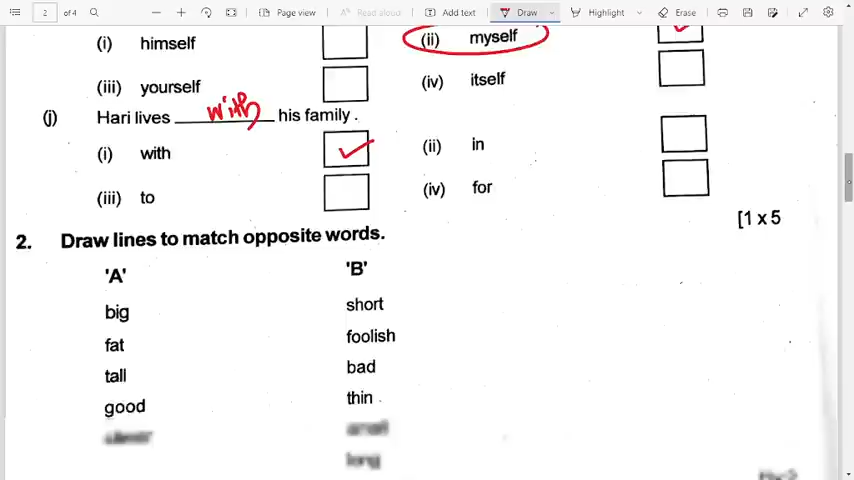 2 of 4 Page view Read aloud Add text Draw Highlight Erase
(i) himself (ii) myself
(iii) yourself (iv) itself
(j) Hari lives with his family .
(i) with (ii) in
(iii) to (iv) for
[1 x 5
2. Draw lines to match opposite words.
'A' 'B'
big short
fat foolish
tall bad
good thin
long